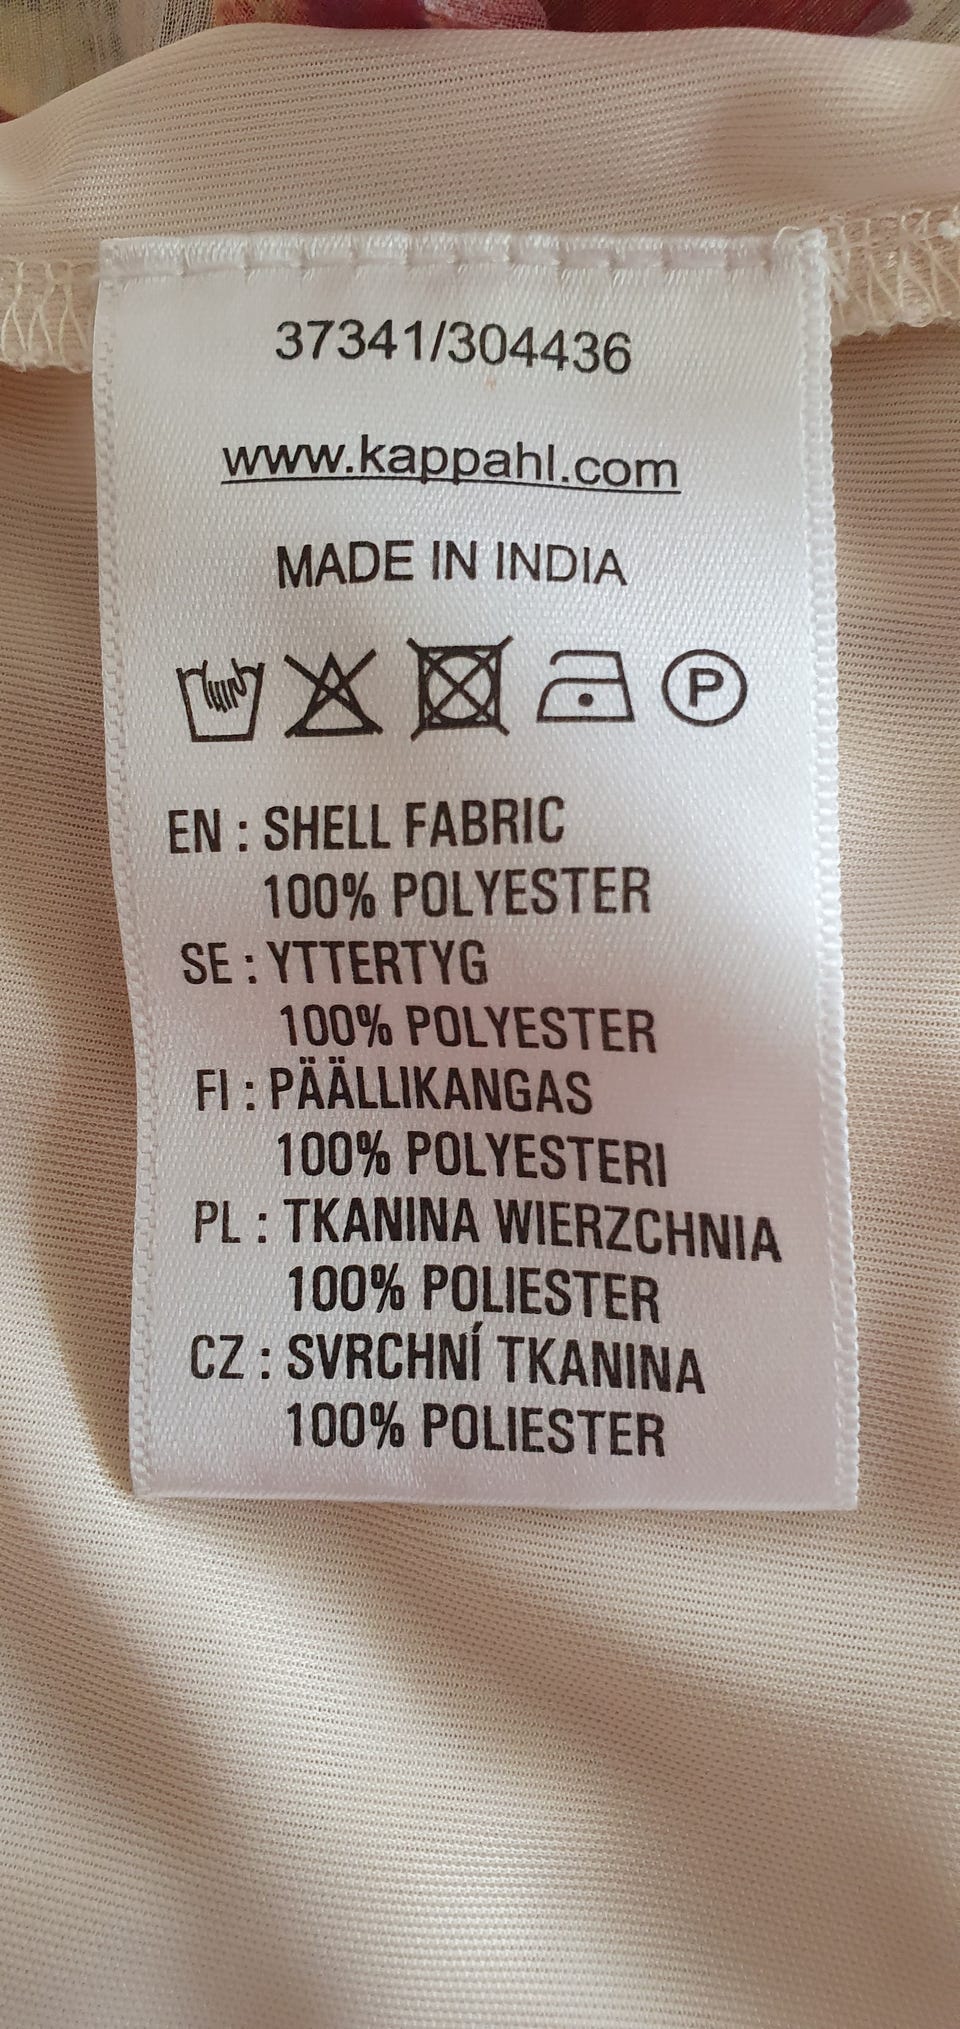 37341/304436
www.kappahl.com
MADE IN INDIA
P
EN : SHELL FABRIC
100% POLYESTER
SE : YTTERTYG
100% POLYESTER
FI : PÄÄLLIKANGAS
100% POLYESTERI
PL : TKANINA WIERZCHNIA
100% POLIESTER
CZ : SVRCHNÍ TKANINA
100% POLIESTER